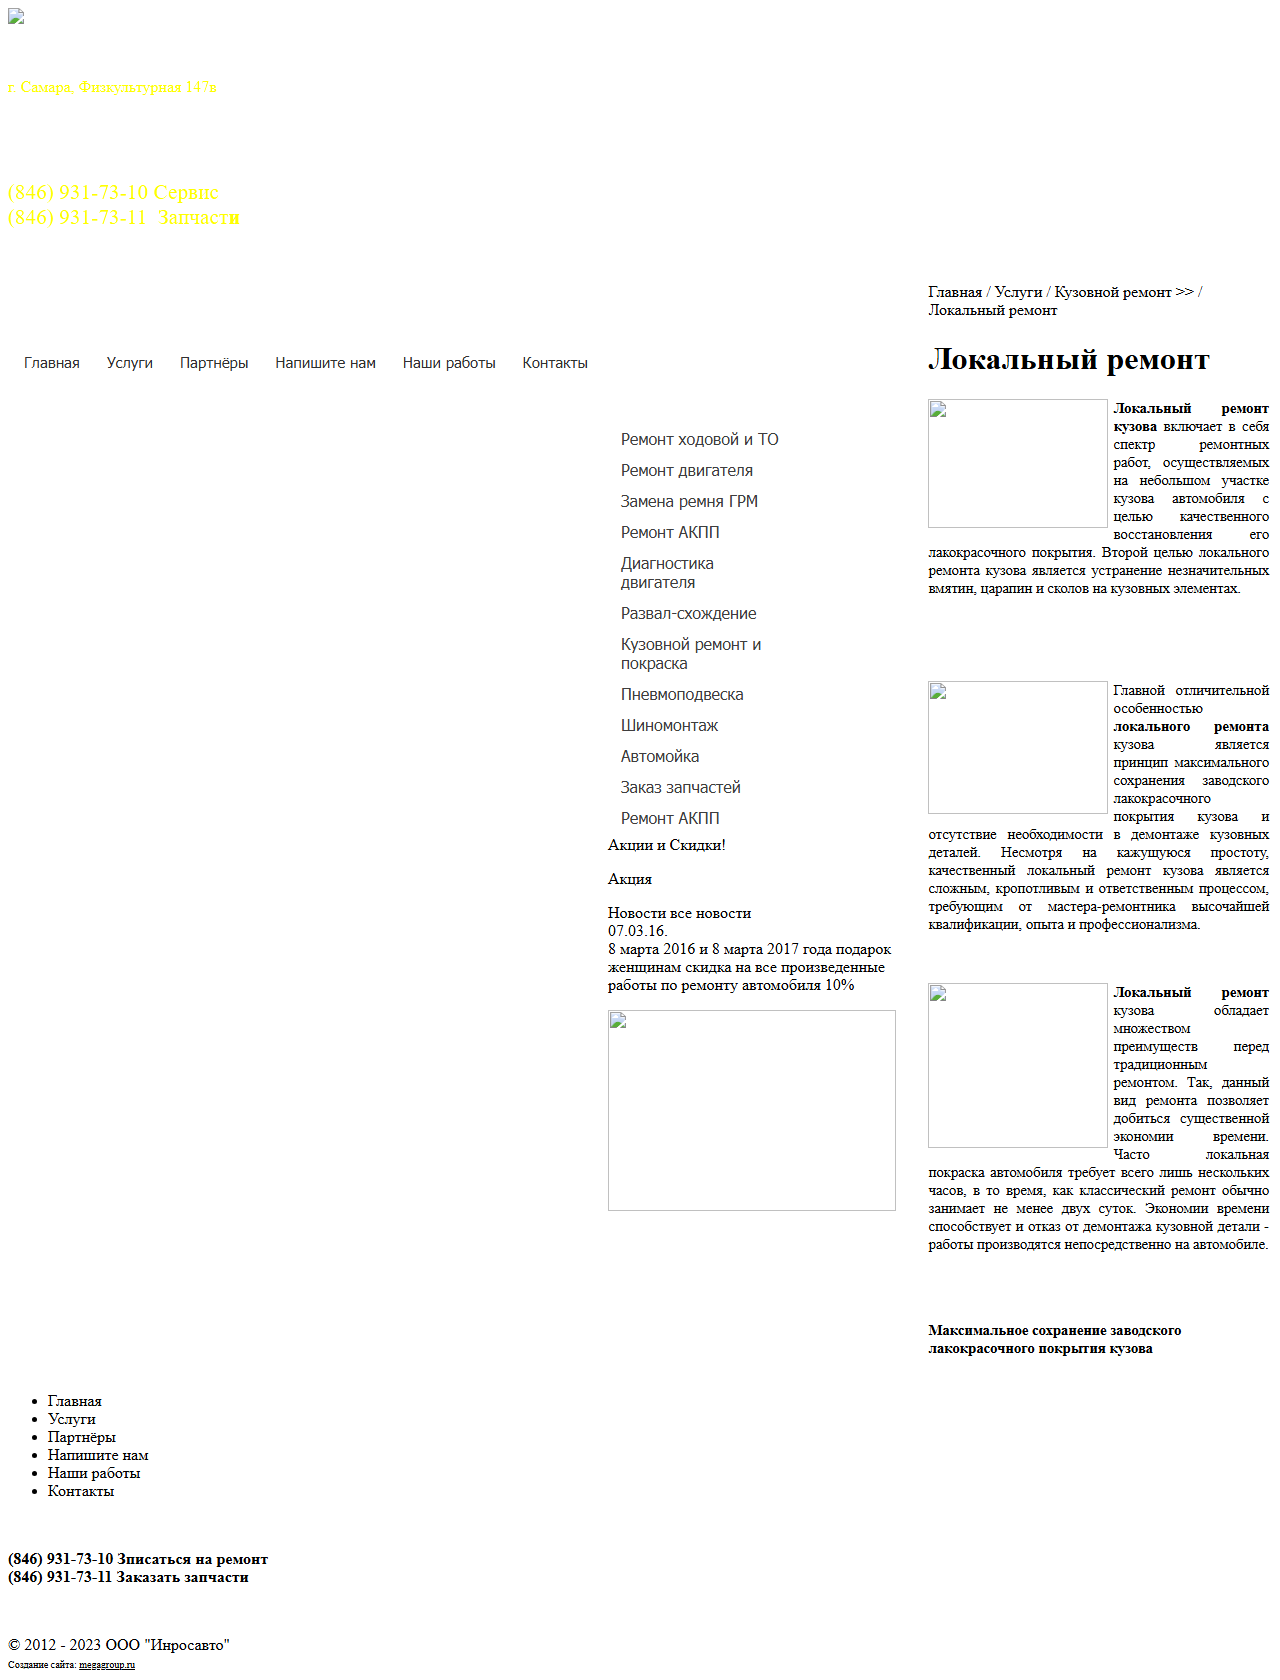 г. Самара, Физкультурная 147в
(846) 931-73-10 Сервис
(846) 931-73-11 Запчасти
Главная Услуги Партнёры Напишите нам Наши работы Контакты
Ремонт ходовой и ТО
Ремонт двигателя
Замена ремня ГРМ
Ремонт АКПП
Диагностика
двигателя
Развал-схождение
Кузовной ремонт и
покраска
Пневмоподвеска
Шиномонтаж
Автомойка
Заказ запчастей
Ремонт АКПП
Акции и Скидки!
Акция
Новости все новости
07.03.16.
8 марта 2016 и 8 марта 2017 года подарок
женщинам скидка на все произведенные
работы по ремонту автомобиля 10%
Главная / Услуги / Кузовной ремонт >> /
Локальный ремонт
Локальный ремонт
Локальный ремонт
кузова включает в себя
спектр ремонтных
работ, осуществляемых
на небольшом участке
кузова автомобиля с
целью качественного
восстановления его
лакокрасочного покрытия. Второй целью локального
ремонта кузова является устранение незначительных
вмятин, царапин и сколов на кузовных элементах.
Главной отличительной
особенностью
локального ремонта
кузова является
принцип максимального
сохранения заводского
лакокрасочного
покрытия кузова и
отсутствие необходимости в демонтаже кузовных
деталей. Несмотря на кажущуюся простоту,
качественный локальный ремонт кузова является
сложным, кропотливым и ответственным процессом,
требующим от мастера-ремонтника высочайшей
квалификации, опыта и профессионализма.
Локальный ремонт
кузова обладает
множеством
преимуществ перед
традиционным
ремонтом. Так, данный
вид ремонта позволяет
добиться существенной
экономии времени.
Часто локальная
покраска автомобиля требует всего лишь нескольких
часов, в то время, как классический ремонт обычно
занимает не менее двух суток. Экономии времени
способствует и отказ от демонтажа кузовной детали -
работы производятся непосредственно на автомобиле.
Максимальное сохранение заводского
лакокрасочного покрытия кузова
Главная
Услуги
Партнёры
Напишите нам
Наши работы
Контакты
(846) 931-73-10 Зписаться на ремонт
(846) 931-73-11 Заказать запчасти
© 2012 - 2023 ООО "Инросавто"
Создание сайта: megagroup.ru